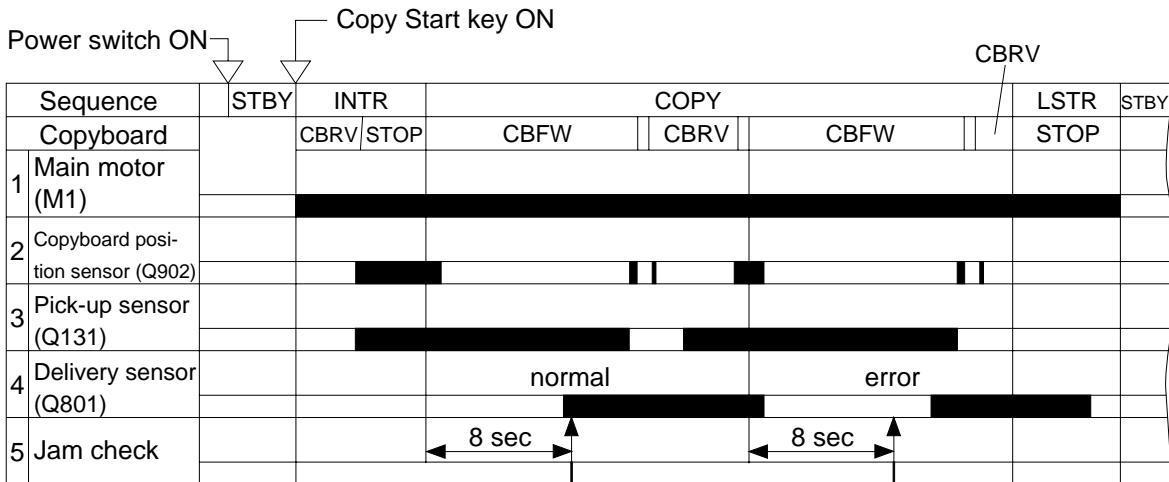 Copy Start key ON
Power switch ON
CBRV
Sequence STBY INTR COPY LSTR STBY
Copyboard CBRV STOP CBFW CBRV CBFW STOP
1 Main motor
(M1)
2 Copyboard posi-
tion sensor (Q902)
3 Pick-up sensor
(Q131)
4 Delivery sensor normal error
(Q801)
5 Jam check 8 sec 8 sec